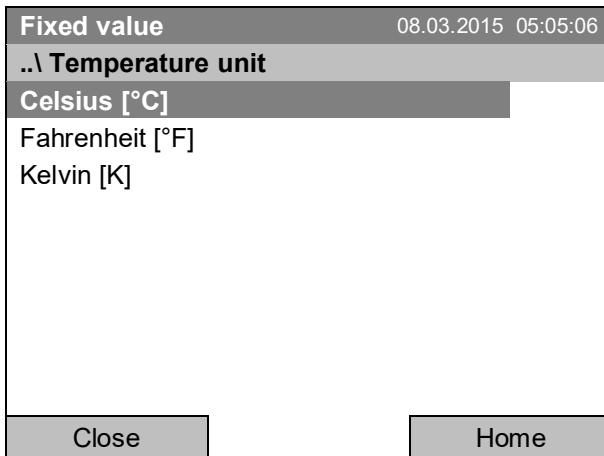 Fixed value 08.03.2015 05:05:06
..\ Temperature unit
Celsius [°C]
Fahrenheit [°F]
Kelvin [K]
Close Home